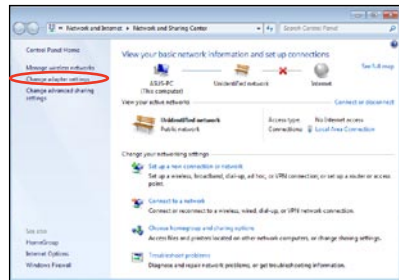 Network and Internet
Network and Sharing Center
Search Control Panel
Control Panel Home
Manage wireless networks
Change adapter settings
Change advanced sharing
settings
See also
HomeGroup
Internet Options
Windows Firewall
View your basic network information and set up connections
See full map
ASUS-PC
(This computer)
Unidentified network
Internet
View your active networks
Connect or disconnect
Unidentified network
Public network
Access type: No Internet access
Connections: Local Area Connection
Change your networking settings
Set up a new connection or network
Set up a wireless, broadband, dial-up, ad hoc, or VPN connection; or set up a router or access
point.
Connect to a network
Connect or reconnect to a wireless, wired, dial-up, or VPN network connection.
Choose homegroup and sharing options
Access files and printers located on other network computers, or change sharing settings.
Troubleshoot problems
Diagnose and repair network problems, or get troubleshooting information.